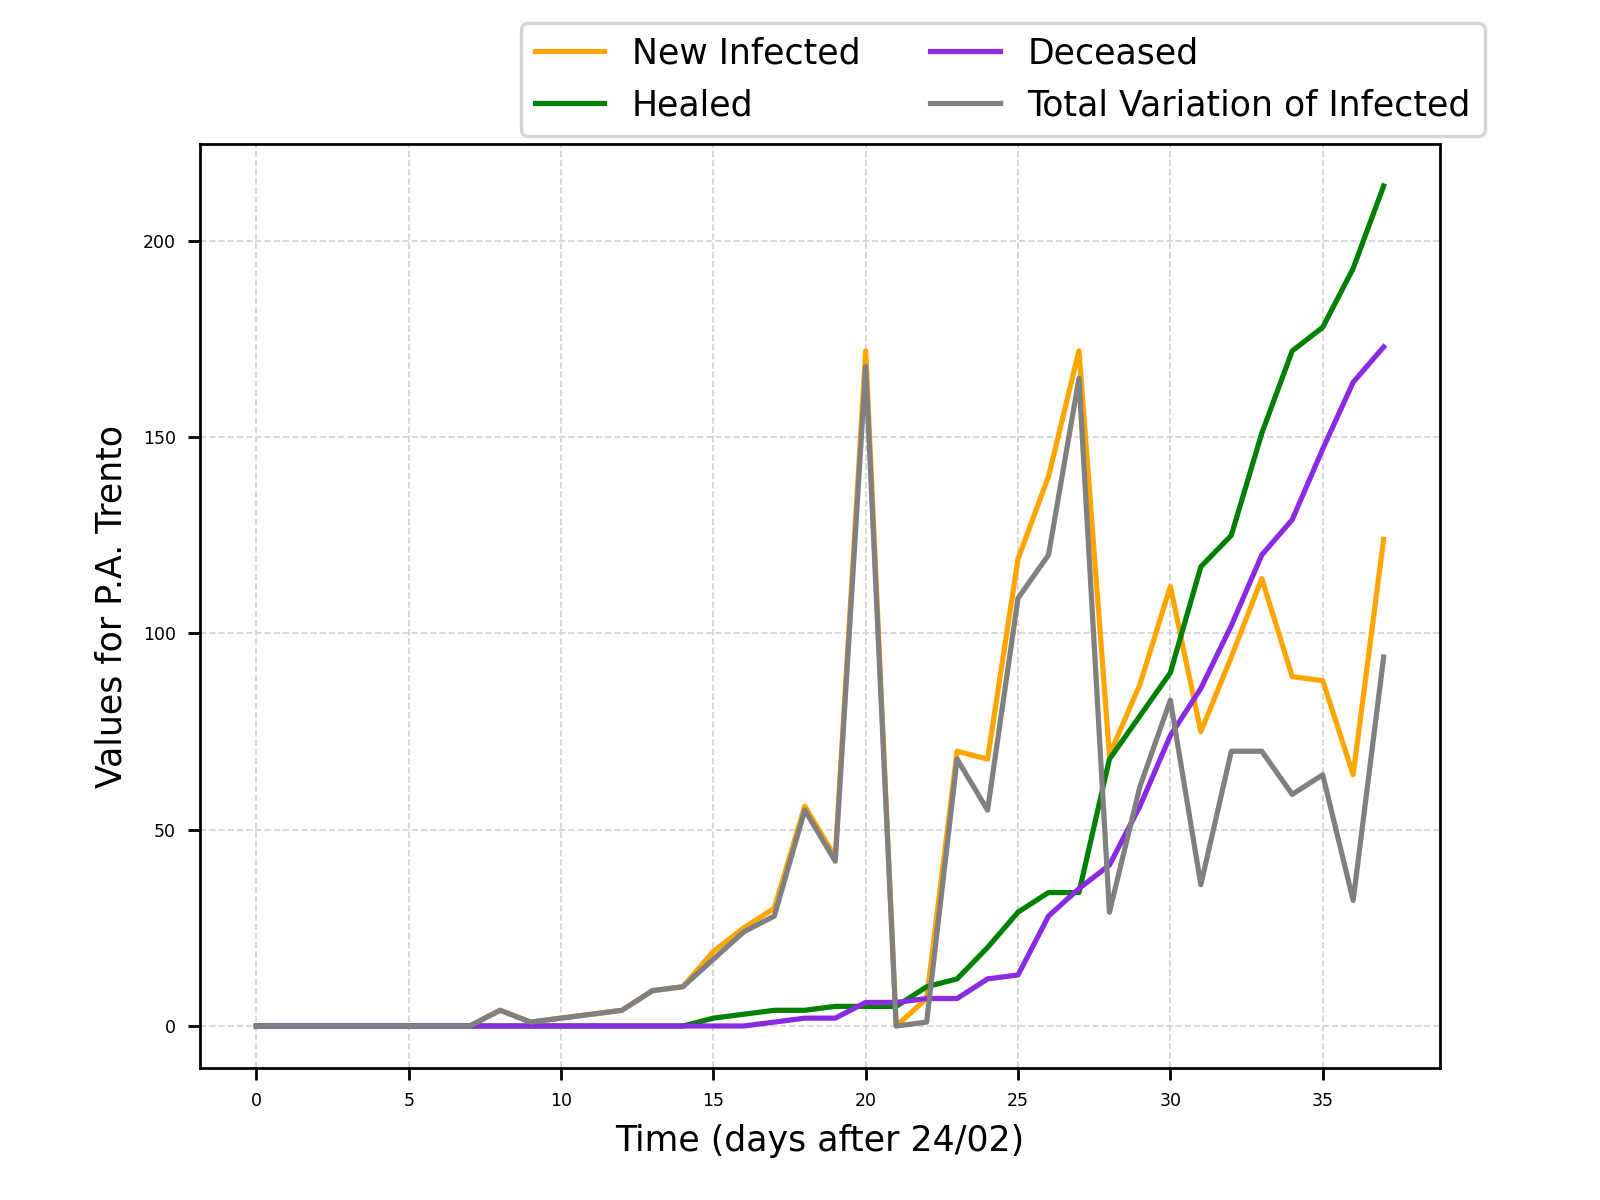 New Infected
Healed
Deceased
Total Variation of Infected
Values for P.A. Trento
200
150
100
50
0
0 5 10 15 20 25 30 35
Time (days after 24/02)